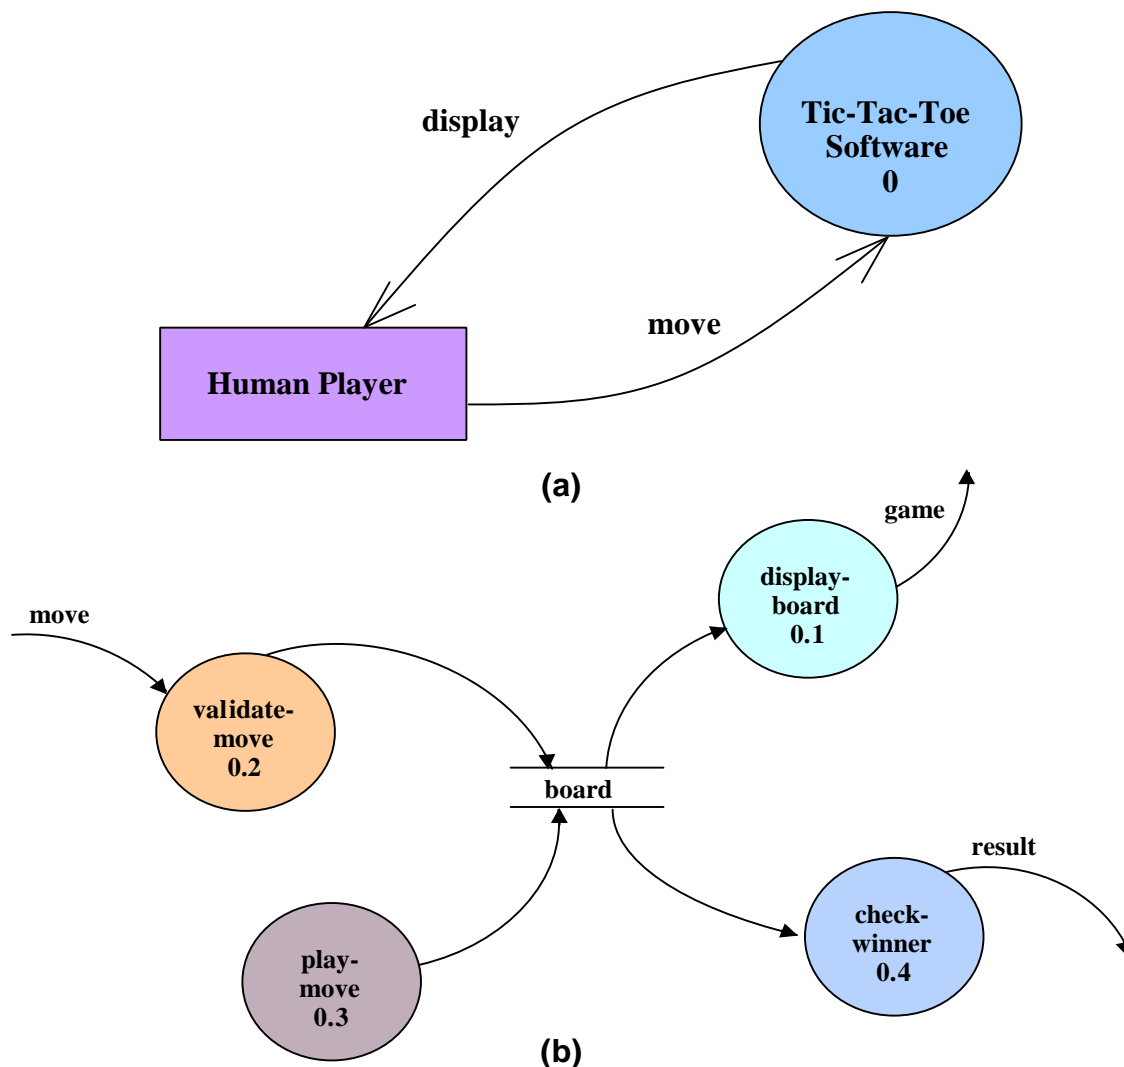 display
Tic-Tac-Toe
Software
0
move
Human Player
(a)
game
display-
board
0.1
move
validate-
move
0.2
board
result
check-
winner
0.4
play-
move
0.3
(b)